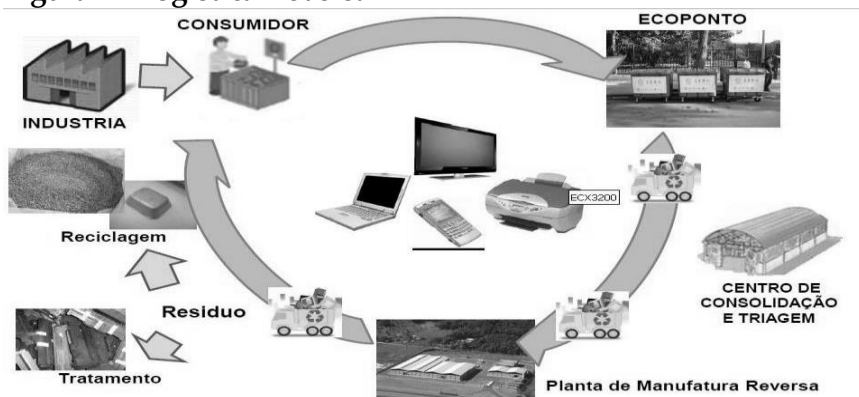 CONSUMIDOR
ECOPONTO
INDUSTRIA
ECX3200
Reciclagem
CENTRO DE
CONSOLIDAÇÃO
E TRIAGEM
Residuo
Tratamento
Planta de Manufatura Reversa